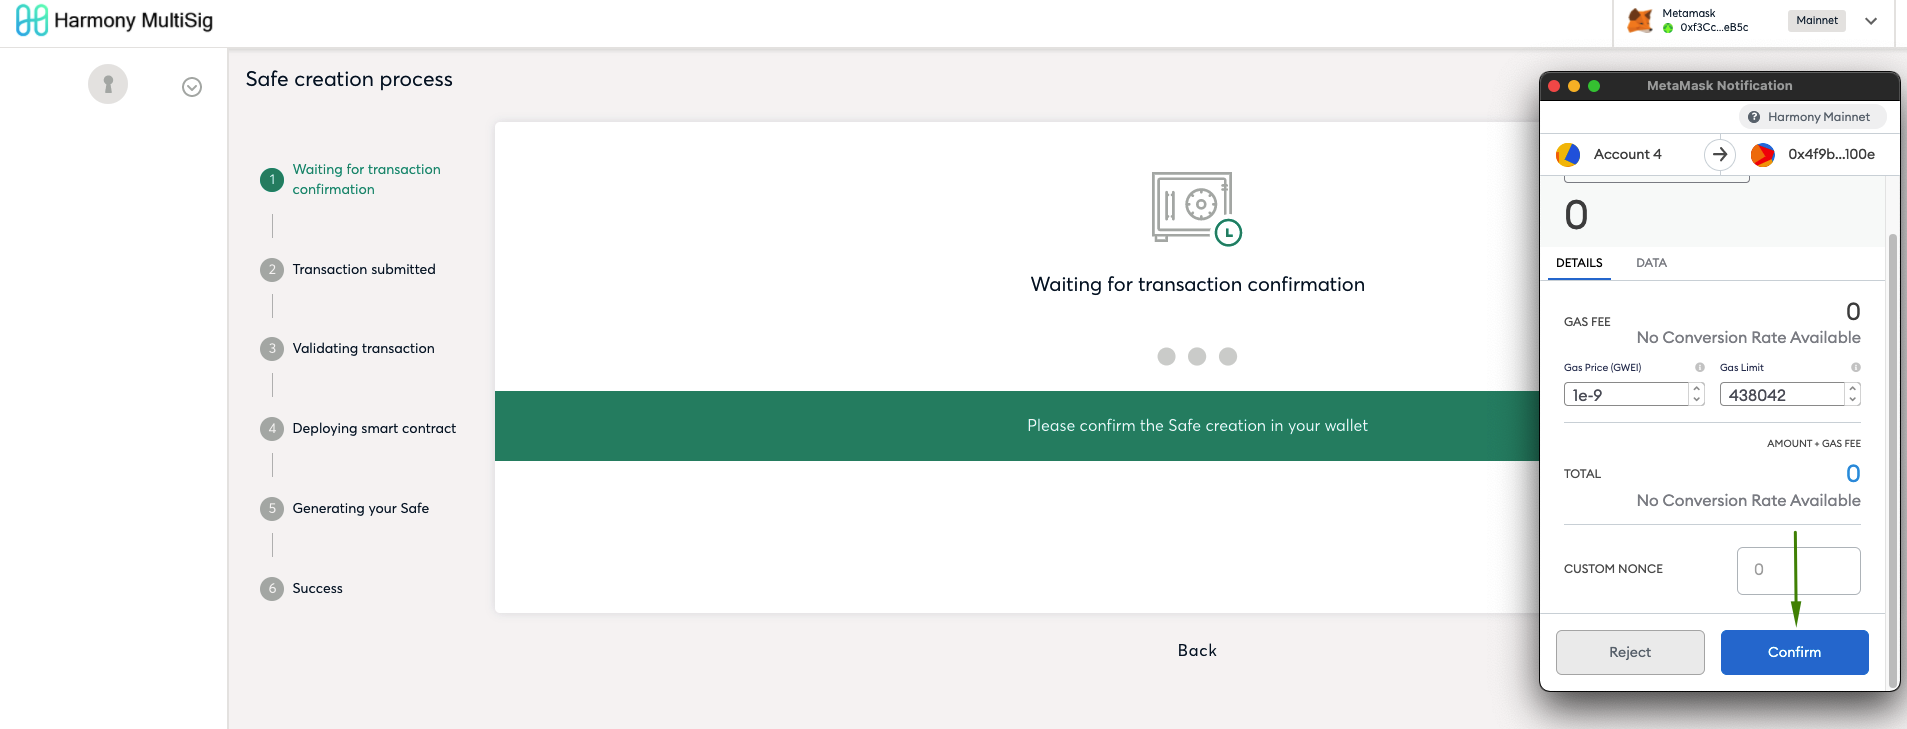 Harmony MultiSig
Metamask
0xf3Cc...eB5c
Mainnet
Safe creation process
1
Waiting for transaction
confirmation
2
Transaction submitted
3
Validating transaction
4
Deploying smart contract
5
Generating your Safe
6
Success
Waiting for transaction confirmation
Please confirm the Safe creation in your wallet
Back
MetaMask Notification
? Harmony Mainnet
Account 4
0x4f9b...100e
0
DETAILS
DATA
GAS FEE
0
No Conversion Rate Available
Gas Price (GWEI)
Gas Limit
1e-9
438042
AMOUNT + GAS FEE
TOTAL
0
No Conversion Rate Available
CUSTOM NONCE
0
Reject
Confirm